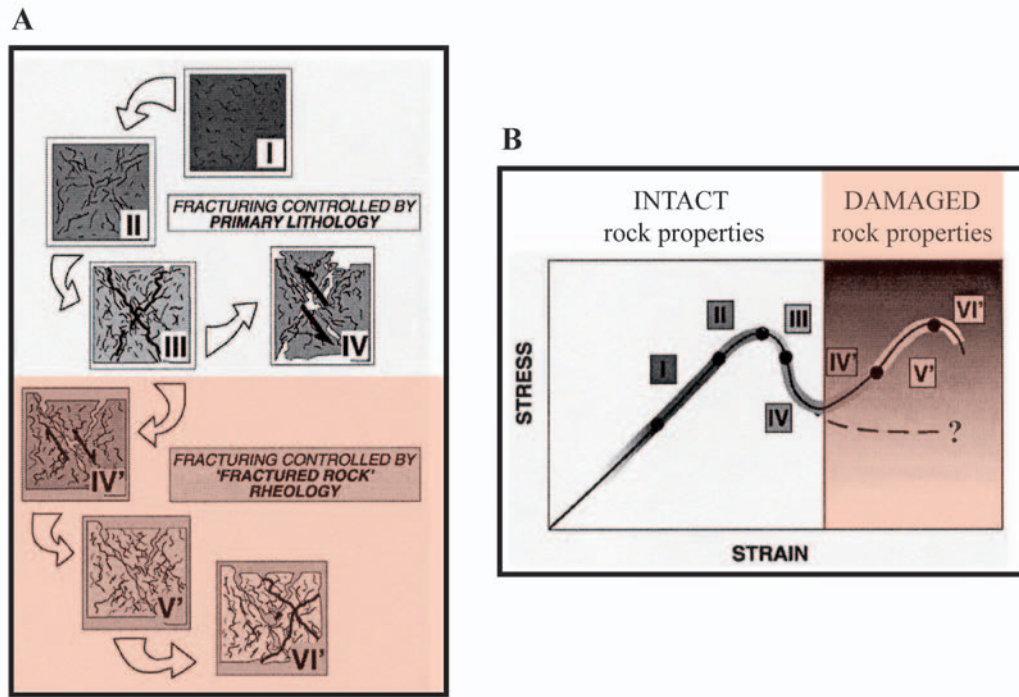 A
I
II
FRACTURING CONTROLLED BY
PRIMARY LITHOLOGY
III
IV
IV'
FRACTURING CONTROLLED BY
'FRACTURED ROCK'
RHEOLOGY
V'
VI'
B
INTACT
rock properties
DAMAGED
rock properties
STRESS
I
II
III
IV
IV'
V'
VI'
?
STRAIN